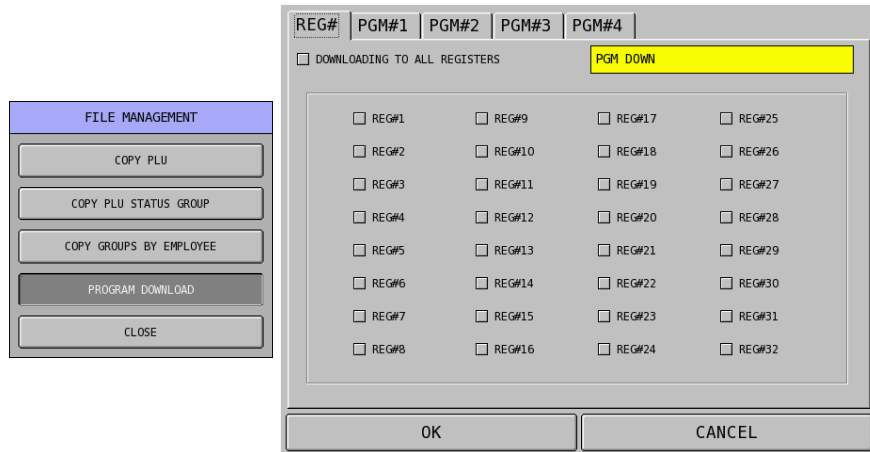 FILE MANAGEMENT
COPY PLU
COPY PLU STATUS GROUP
COPY GROUPS BY EMPLOYEE
PROGRAM DOWNLOAD
CLOSE
REG# PGM#1 PGM#2 PGM#3 PGM#4
DOWNLOADING TO ALL REGISTERS PGM DOWN
REG#1 REG#9 REG#17 REG#25
REG#2 REG#10 REG#18 REG#26
REG#3 REG#11 REG#19 REG#27
REG#4 REG#12 REG#20 REG#28
REG#5 REG#13 REG#21 REG#29
REG#6 REG#14 REG#22 REG#30
REG#7 REG#15 REG#23 REG#31
REG#8 REG#16 REG#24 REG#32
OK CANCEL